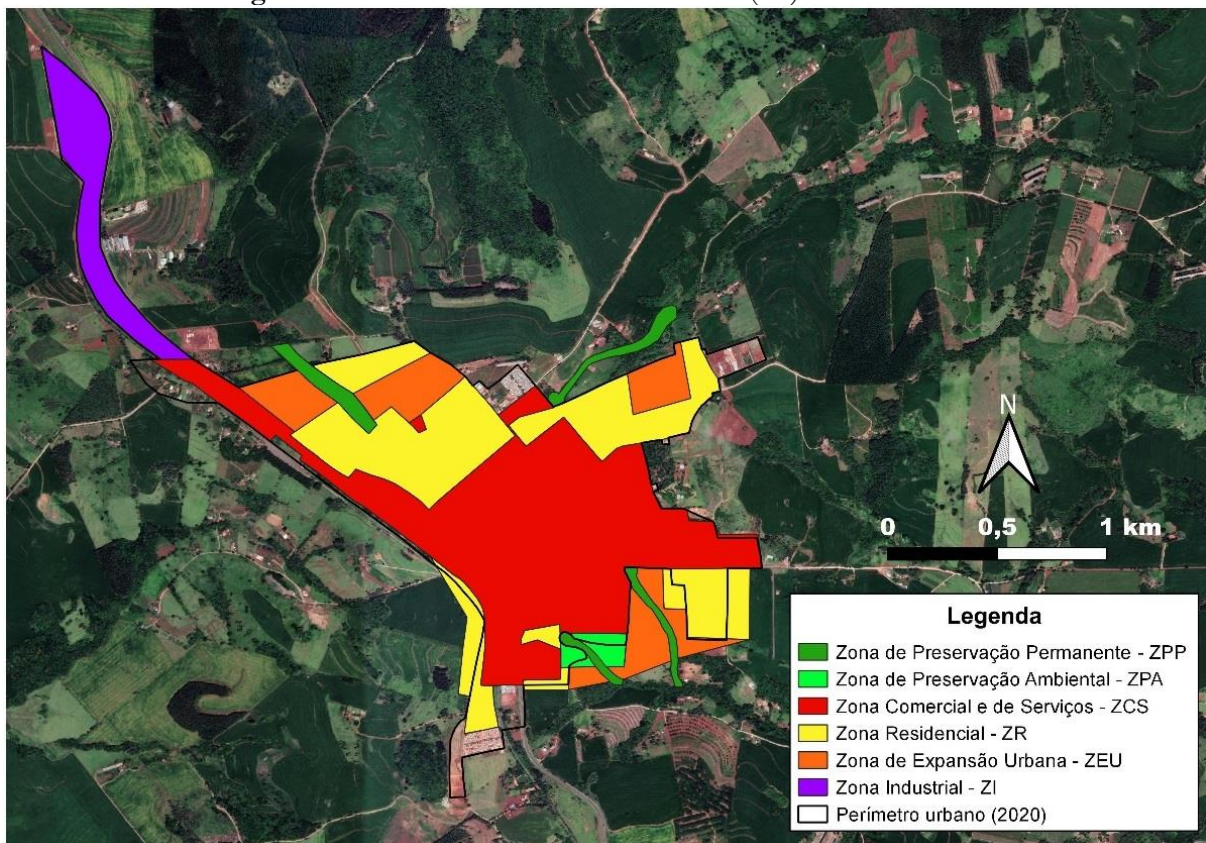 N
0 0,5 1 km
Legenda
Zona de Preservação Permanente - ZPP
Zona de Preservação Ambiental - ZPA
Zona Comercial e de Serviços - ZCS
Zona Residencial - ZR
Zona de Expansão Urbana - ZEU
Zona Industrial - ZI
Perímetro urbano (2020)